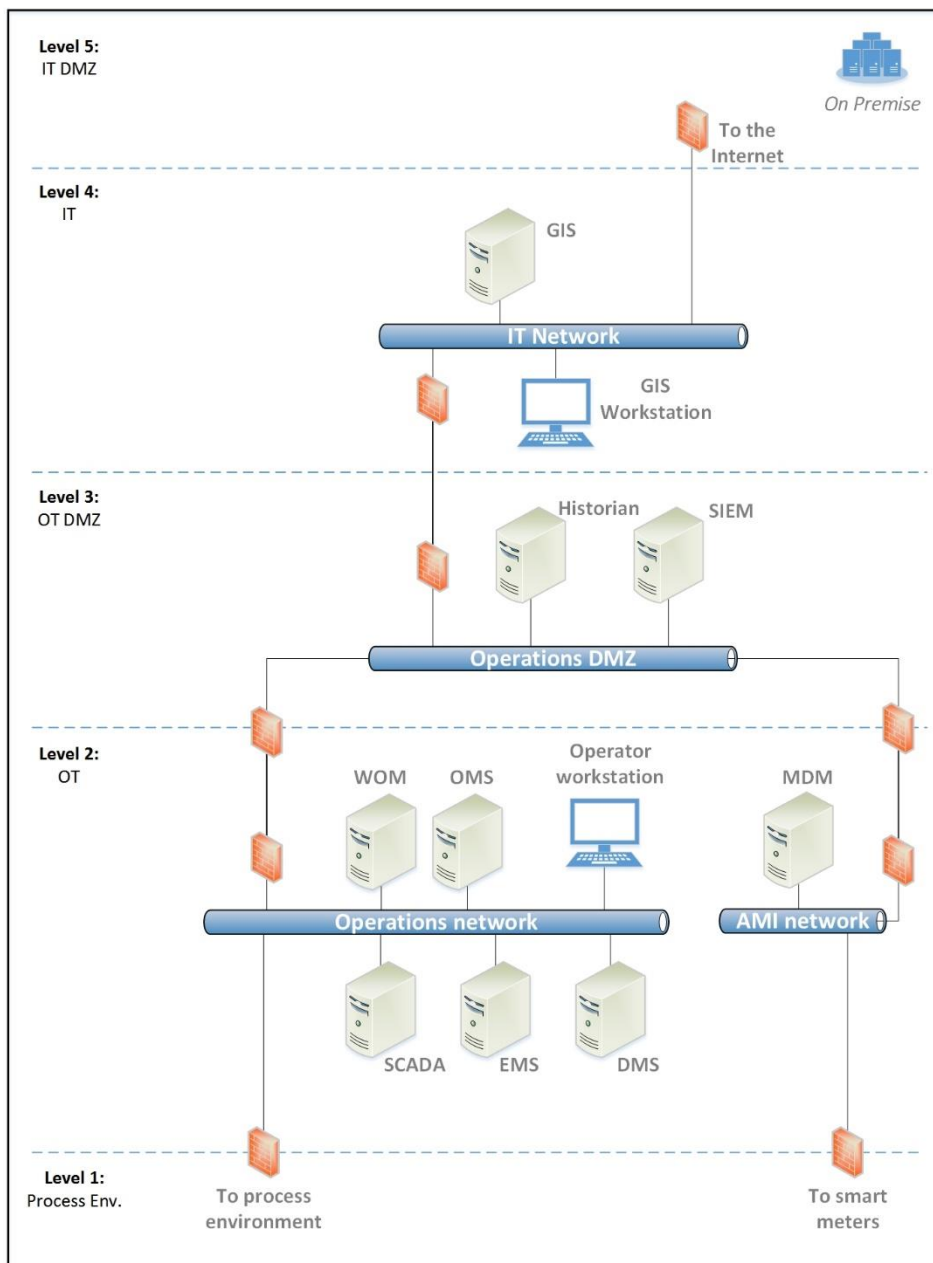 Level 5:
IT DMZ
On Premise
To the
Internet
Level 4:
IT
GIS
IT Network
GIS
Workstation
Level 3:
OT DMZ
Historian
SIEM
Operations DMZ
Level 2:
OT
WOM
OMS
Operator
workstation
MDM
Operations network
AMI network
SCADA
EMS
DMS
Level 1:
Process Env.
To process
environment
To smart
meters